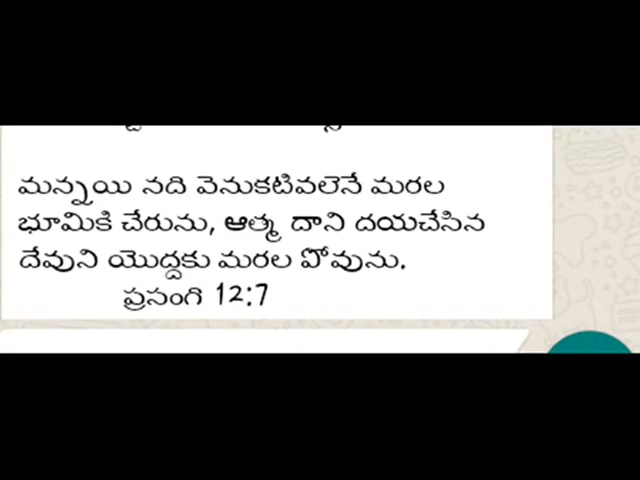 మన్నయి నది వెనుకటివలెనే మరల
భూమికి చేరును, ఆత్మ దాని దయచేసిన
దేవుని యొద్దకు మరల పోవును.
ప్రసంగి 12:7